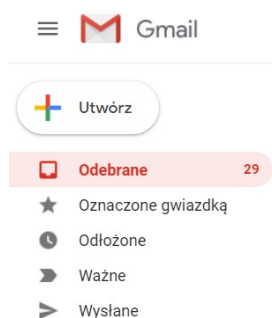 Gmail
Utwórz
Odebrane 29
Oznaczone gwiazdką
Odłożone
Ważne
Wysłane